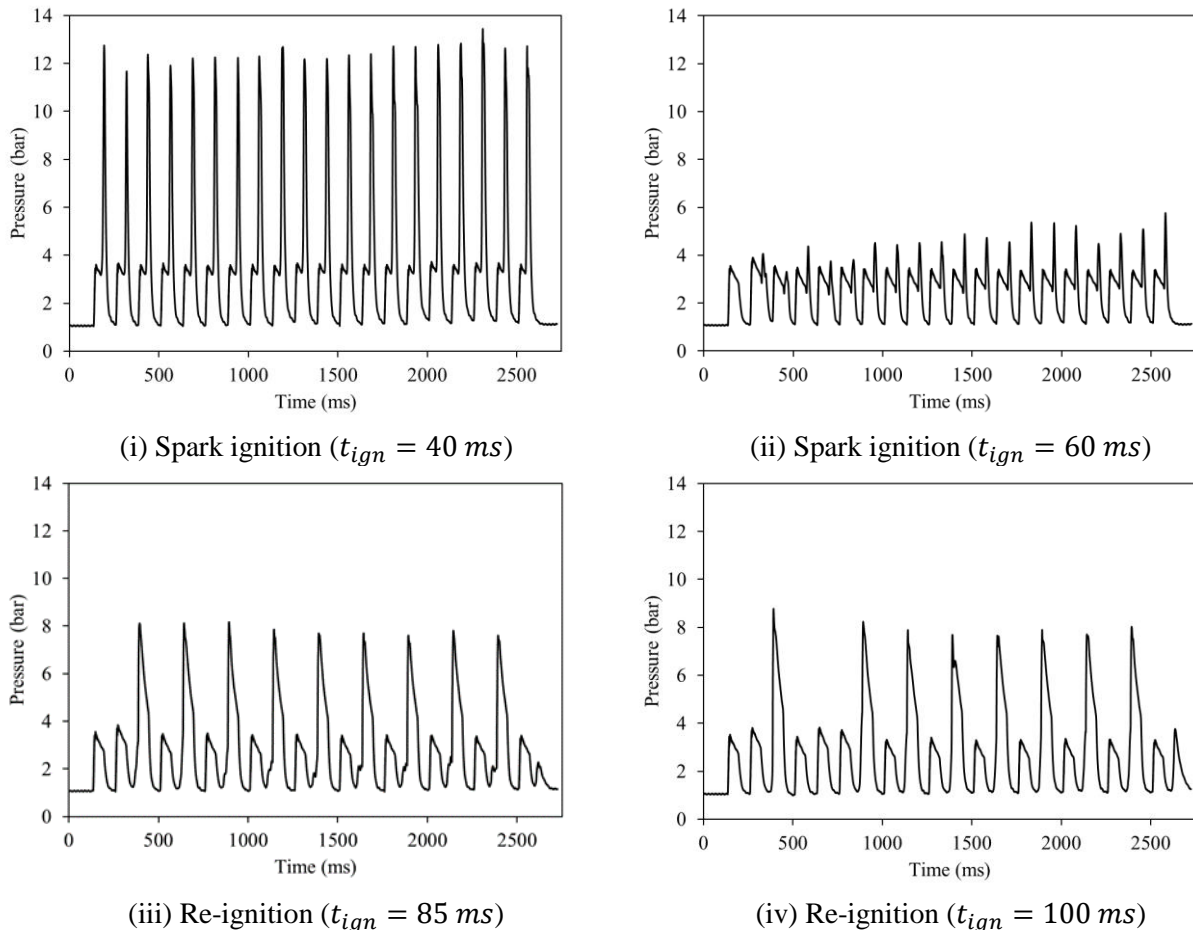 14
12
10
8
6
4
2
0
Pressure (bar)
0 500 1000 1500 2000 2500
Time (ms)
(i) Spark ignition (t_ign = 40 ms)
14
12
10
8
6
4
2
0
Pressure (bar)
0 500 1000 1500 2000 2500
Time (ms)
(ii) Spark ignition (t_ign = 60 ms)
14
12
10
8
6
4
2
0
Pressure (bar)
0 500 1000 1500 2000 2500
Time (ms)
(iii) Re-ignition (t_ign = 85 ms)
14
12
10
8
6
4
2
0
Pressure (bar)
0 500 1000 1500 2000 2500
Time (ms)
(iv) Re-ignition (t_ign = 100 ms)